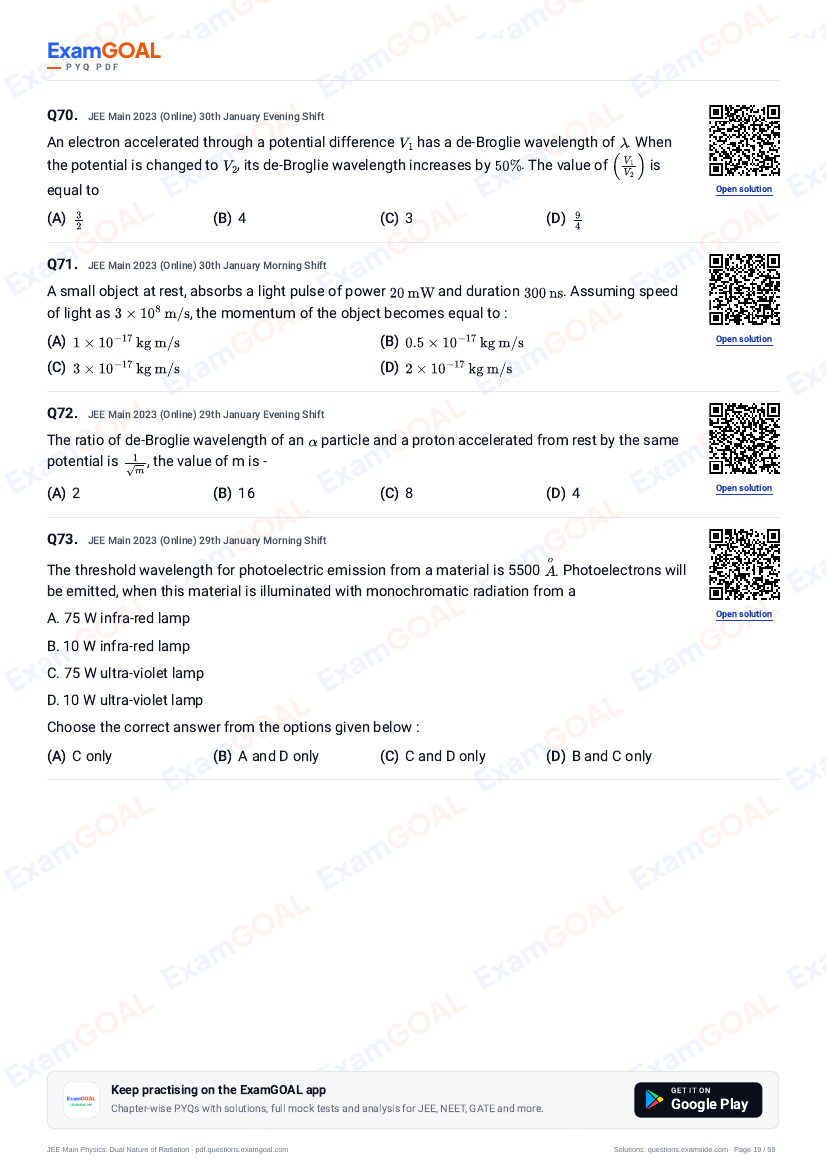 ExamGOAL
PYQ PDF
Q70. JEE Main 2023 (Online) 30th January Evening Shift
An electron accelerated through a potential difference V₁ has a de-Broglie wavelength of λ. When
the potential is changed to V₂, its de-Broglie wavelength increases by 50%. The value of (V₁/V₂) is
equal to
Open solution
(A) 3/2 (B) 4 (C) 3 (D) 9/4
Q71. JEE Main 2023 (Online) 30th January Morning Shift
A small object at rest, absorbs a light pulse of power 20 mW and duration 300 ns. Assuming speed
of light as 3 × 10⁸ m/s, the momentum of the object becomes equal to :
Open solution
(A) 1 × 10⁻¹⁷ kg m/s (B) 0.5 × 10⁻¹⁷ kg m/s
(C) 3 × 10⁻¹⁷ kg m/s (D) 2 × 10⁻¹⁷ kg m/s
Q72. JEE Main 2023 (Online) 29th January Evening Shift
The ratio of de-Broglie wavelength of an α particle and a proton accelerated from rest by the same
potential is 1/√m, the value of m is -
Open solution
(A) 2 (B) 16 (C) 8 (D) 4
Q73. JEE Main 2023 (Online) 29th January Morning Shift
The threshold wavelength for photoelectric emission from a material is 5500 Å. Photoelectrons will
be emitted, when this material is illuminated with monochromatic radiation from a
Open solution
A. 75 W infra-red lamp
B. 10 W infra-red lamp
C. 75 W ultra-violet lamp
D. 10 W ultra-violet lamp
Choose the correct answer from the options given below :
(A) C only (B) A and D only (C) C and D only (D) B and C only
Keep practising on the ExamGOAL app
Chapter-wise PYQs with solutions, full mock tests and analysis for JEE, NEET, GATE and more.
GET IT ON
Google Play
JEE Main Physics: Dual Nature of Radiation · pdf.questions.examgoal.com
Solutions: questions.examside.com · Page 19 / 59